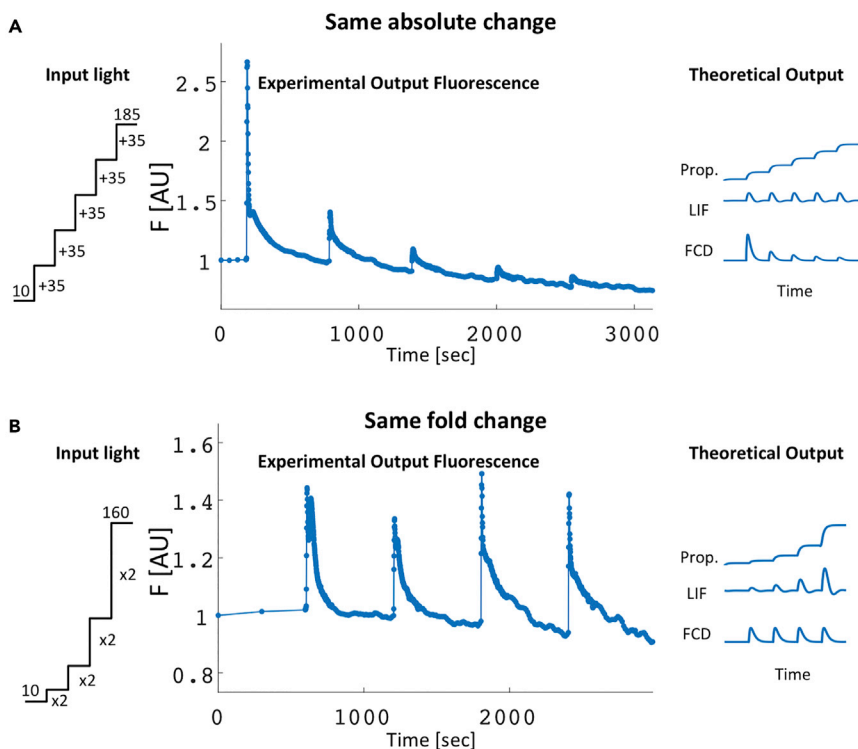 A
Same absolute change
Input light
Experimental Output Fluorescence
Theoretical Output
185
+35
+35
+35
+35
+35
10
F [AU]
2.5
2
1.5
1
0
1000
2000
3000
Time [sec]
Prop.
LIF
FCD
Time
B
Same fold change
Input light
Experimental Output Fluorescence
Theoretical Output
160
x2
x2
x2
x2
10
F [AU]
1.6
1.4
1.2
1
0.8
0
1000
2000
Time [sec]
Prop.
LIF
FCD
Time